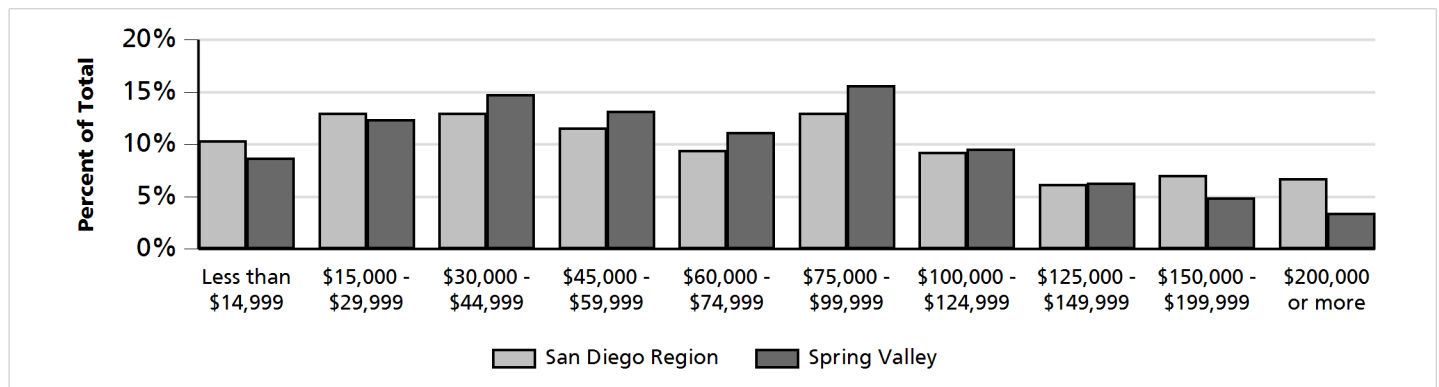 Percent of Total
20%
15%
10%
5%
0%
Less than $15,000 - $30,000 - $45,000 - $60,000 - $75,000 - $100,000 - $125,000 - $150,000 - $200,000
$14,999 $29,999 $44,999 $59,999 $74,999 $99,999 $124,999 $149,999 $199,999 or more
San Diego Region Spring Valley